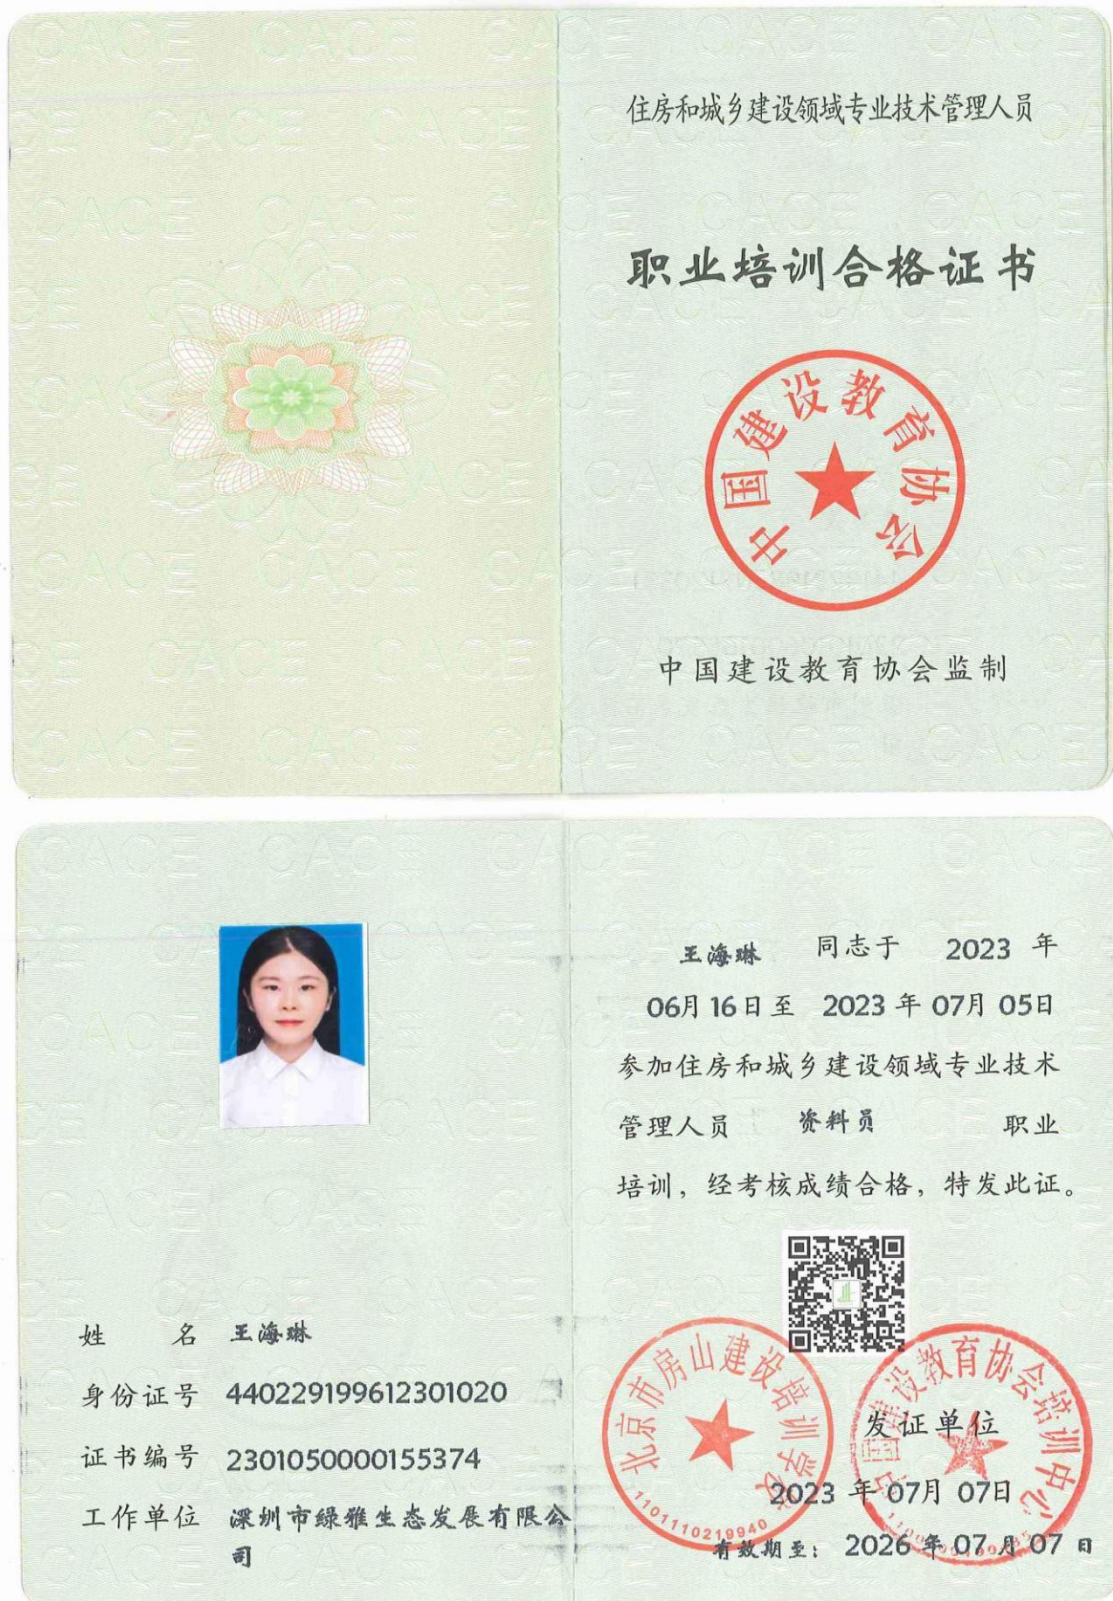 住房和城乡建设领域专业技术管理人员
职业培训合格证书
中国建设教育协会
中国建设教育协会监制
CACE
姓 名 王海琳
身份证号 440229199612301020
证书编号 2301050000155374
工作单位 深圳市绿雅生态发展有限公
司
王海琳 同志于 2023 年
06月 16日至 2023 年 07月 05日
参加住房和城乡建设领域专业技术
管理人员 资料员 职业
培训，经考核成绩合格，特发此证。
北京市房山建设培训学校
1101110219940
中国建设教育协会培训中心
发证单位
2023 年 07月 07日
有效期至： 2026 年 07 月 07 日